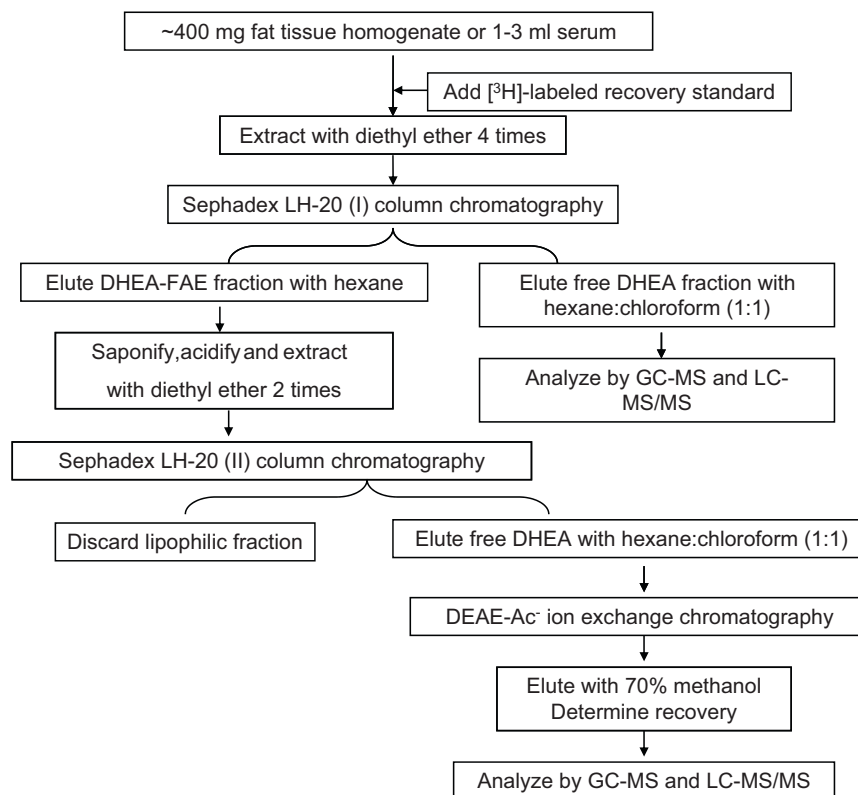 ~400 mg fat tissue homogenate or 1-3 ml serum
Add [³H]-labeled recovery standard
Extract with diethyl ether 4 times
Sephadex LH-20 (I) column chromatography
Elute DHEA-FAE fraction with hexane
Elute free DHEA fraction with
hexane:chloroform (1:1)
Saponify,acidify and extract
with diethyl ether 2 times
Analyze by GC-MS and LC-
MS/MS
Sephadex LH-20 (II) column chromatography
Discard lipophilic fraction
Elute free DHEA with hexane:chloroform (1:1)
DEAE-Ac⁻ ion exchange chromatography
Elute with 70% methanol
Determine recovery
Analyze by GC-MS and LC-MS/MS